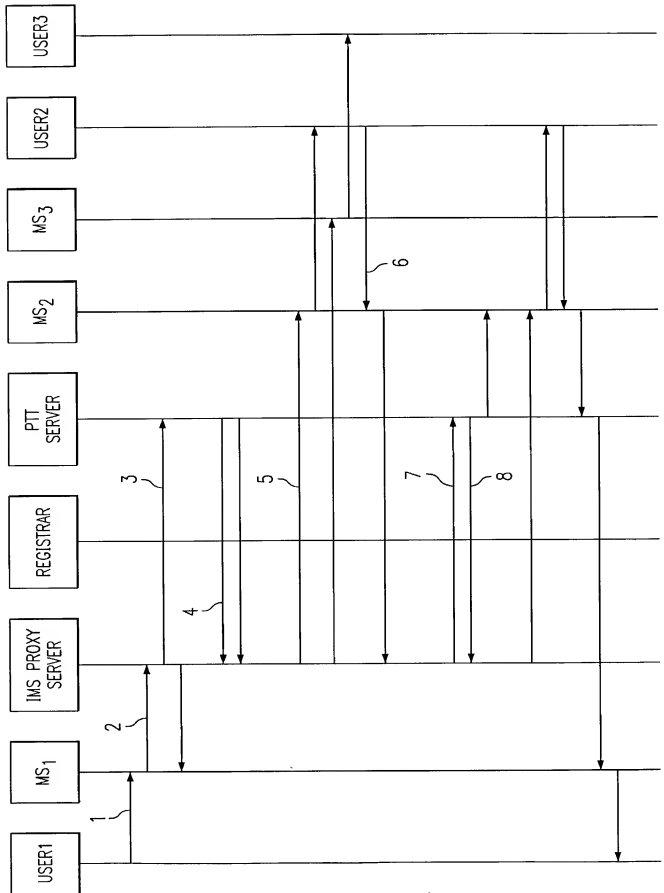 USER1
MS1
IMS PROXY
SERVER
REGISTRAR
PTT
SERVER
MS2
MS3
USER2
USER3
1
2
3
4
5
6
7
8